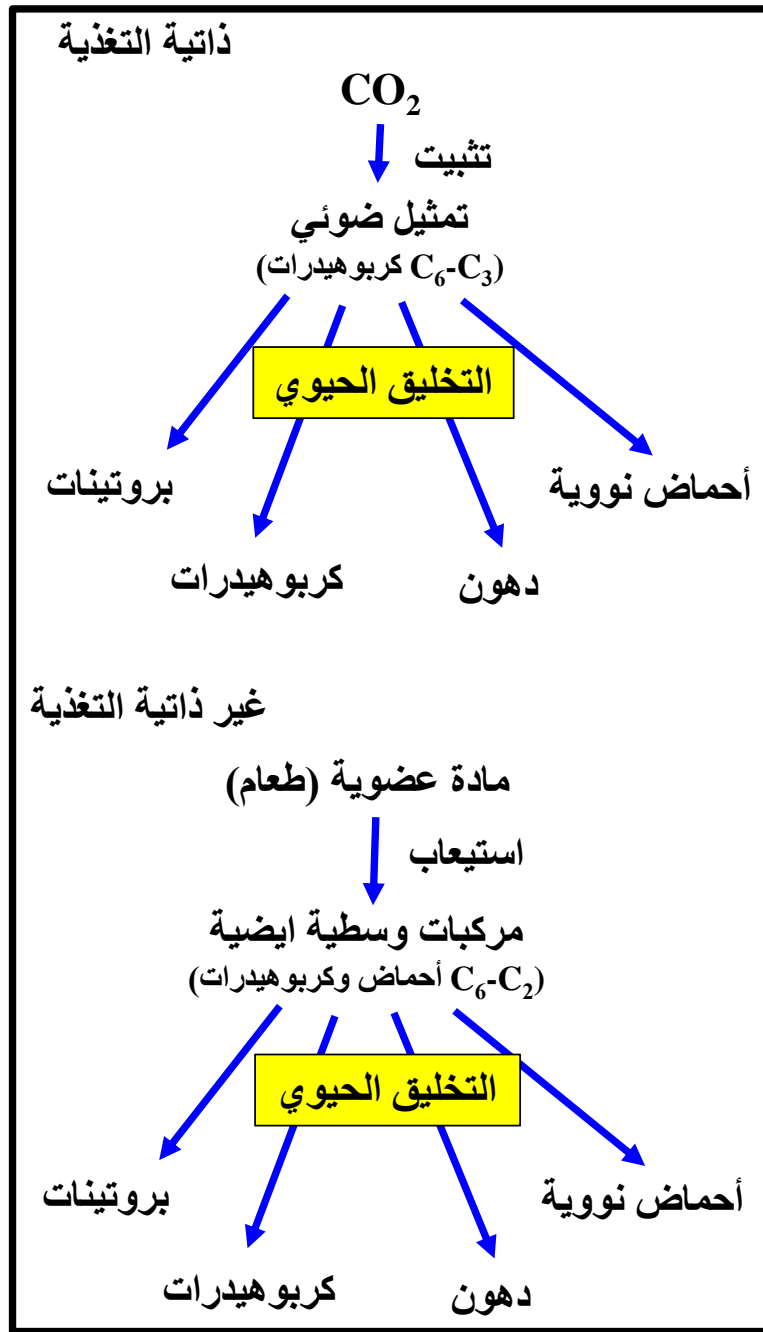 ذاتية التغذية
CO₂
تثبيت
تمثيل ضوئي
(C₆-C₃ كربوهيدرات)
التخليق الحيوي
أحماض نووية
بروتينات
دهون
كربوهيدرات
غير ذاتية التغذية
مادة عضوية (طعام)
استيعاب
مركبات وسطية ايضية
(C₆-C₂ أحماض وكربوهيدرات)
التخليق الحيوي
أحماض نووية
بروتينات
دهون
كربوهيدرات